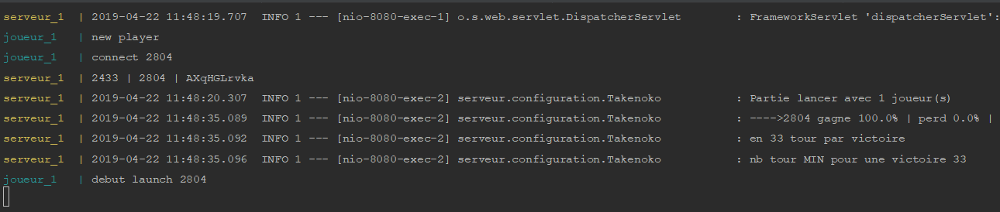 serveur_1 | 2019-04-22 11:48:19.707 INFO 1 --- [nio-8080-exec-1] o.s.web.servlet.DispatcherServlet : FrameworkServlet 'dispatcherServlet':
joueur_1 | new player
joueur_1 | connect 2804
serveur_1 | 2433 | 2804 | AXqHGLrvka
serveur_1 | 2019-04-22 11:48:20.307 INFO 1 --- [nio-8080-exec-2] serveur.configuration.Takenoko : Partie lancer avec 1 joueur(s)
serveur_1 | 2019-04-22 11:48:35.089 INFO 1 --- [nio-8080-exec-2] serveur.configuration.Takenoko : ---->2804 gagne 100.0% | perd 0.0% |
serveur_1 | 2019-04-22 11:48:35.092 INFO 1 --- [nio-8080-exec-2] serveur.configuration.Takenoko : en 33 tour par victoire
serveur_1 | 2019-04-22 11:48:35.096 INFO 1 --- [nio-8080-exec-2] serveur.configuration.Takenoko : nb tour MIN pour une victoire 33
joueur_1 | debut launch 2804